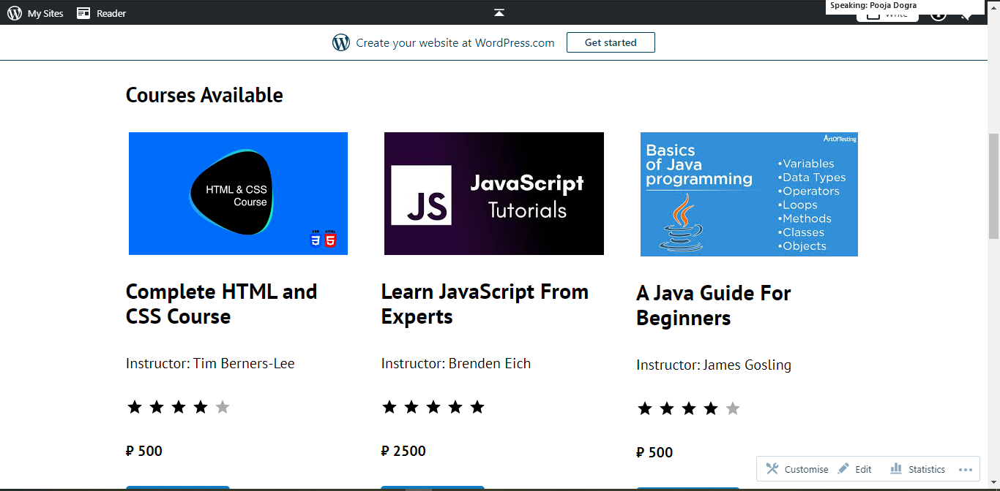 My Sites
Reader
Speaking: Pooja Dogra
Create your website at WordPress.com
Get started
Courses Available
HTML & CSS
Course
CSS HTML
JS
JavaScript
Tutorials
ArtOfTesting
Basics
of Java
programming
•Variables
•Data Types
•Operators
•Loops
•Methods
•Classes
•Objects
Complete HTML and
CSS Course
Learn JavaScript From
Experts
A Java Guide For
Beginners
Instructor: Tim Berners-Lee
Instructor: Brenden Eich
Instructor: James Gosling
₽ 500
₽ 2500
₽ 500
Customise
Edit
Statistics